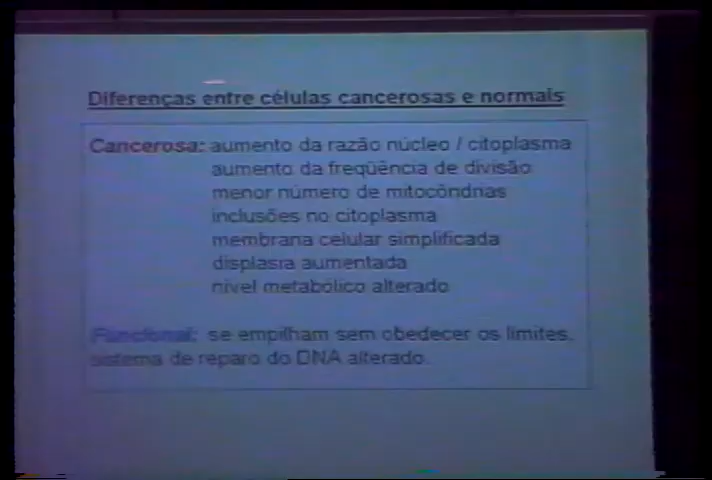 Diferenças entre células cancerosas e normais
Cancerosa: aumento da razão núcleo / citoplasma
aumento da freqüência de divisão
menor número de mitocôndrias
inclusões no citoplasma
membrana celular simplificada
displasia aumentada
nível metabólico alterado
Funcional: se empilham sem obedecer os limites,
sistema de reparo do DNA alterado.